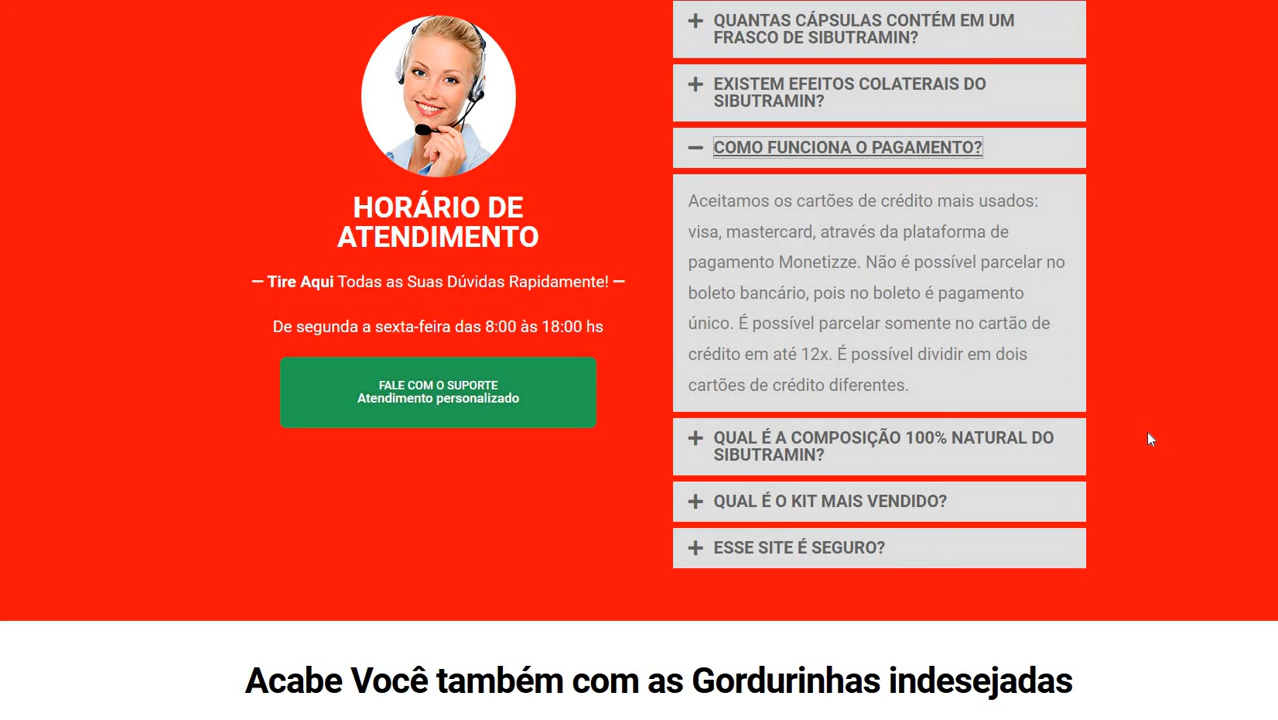 HORÁRIO DE
ATENDIMENTO
— Tire Aqui Todas as Suas Dúvidas Rapidamente! —
De segunda a sexta-feira das 8:00 às 18:00 hs
FALE COM O SUPORTE
Atendimento personalizado
QUANTAS CÁPSULAS CONTÉM EM UM
FRASCO DE SIBUTRAMIN?
EXISTEM EFEITOS COLATERAIS DO
SIBUTRAMIN?
COMO FUNCIONA O PAGAMENTO?
Aceitamos os cartões de crédito mais usados:
visa, mastercard, através da plataforma de
pagamento Monetizze. Não é possível parcelar no
boleto bancário, pois no boleto é pagamento
único. É possível parcelar somente no cartão de
crédito em até 12x. É possível dividir em dois
cartões de crédito diferentes.
QUAL É A COMPOSIÇÃO 100% NATURAL DO
SIBUTRAMIN?
QUAL É O KIT MAIS VENDIDO?
ESSE SITE É SEGURO?
Acabe Você também com as Gordurinhas indesejadas